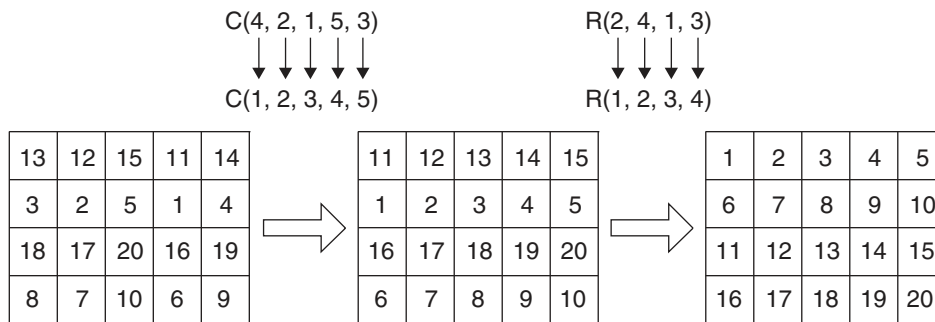 C(4, 2, 1, 5, 3) R(2, 4, 1, 3)
C(1, 2, 3, 4, 5) R(1, 2, 3, 4)
13 12 15 11 14 11 12 13 14 15 1 2 3 4 5
3 2 5 1 4 1 2 3 4 5 6 7 8 9 10
18 17 20 16 19 16 17 18 19 20 11 12 13 14 15
8 7 10 6 9 6 7 8 9 10 16 17 18 19 20